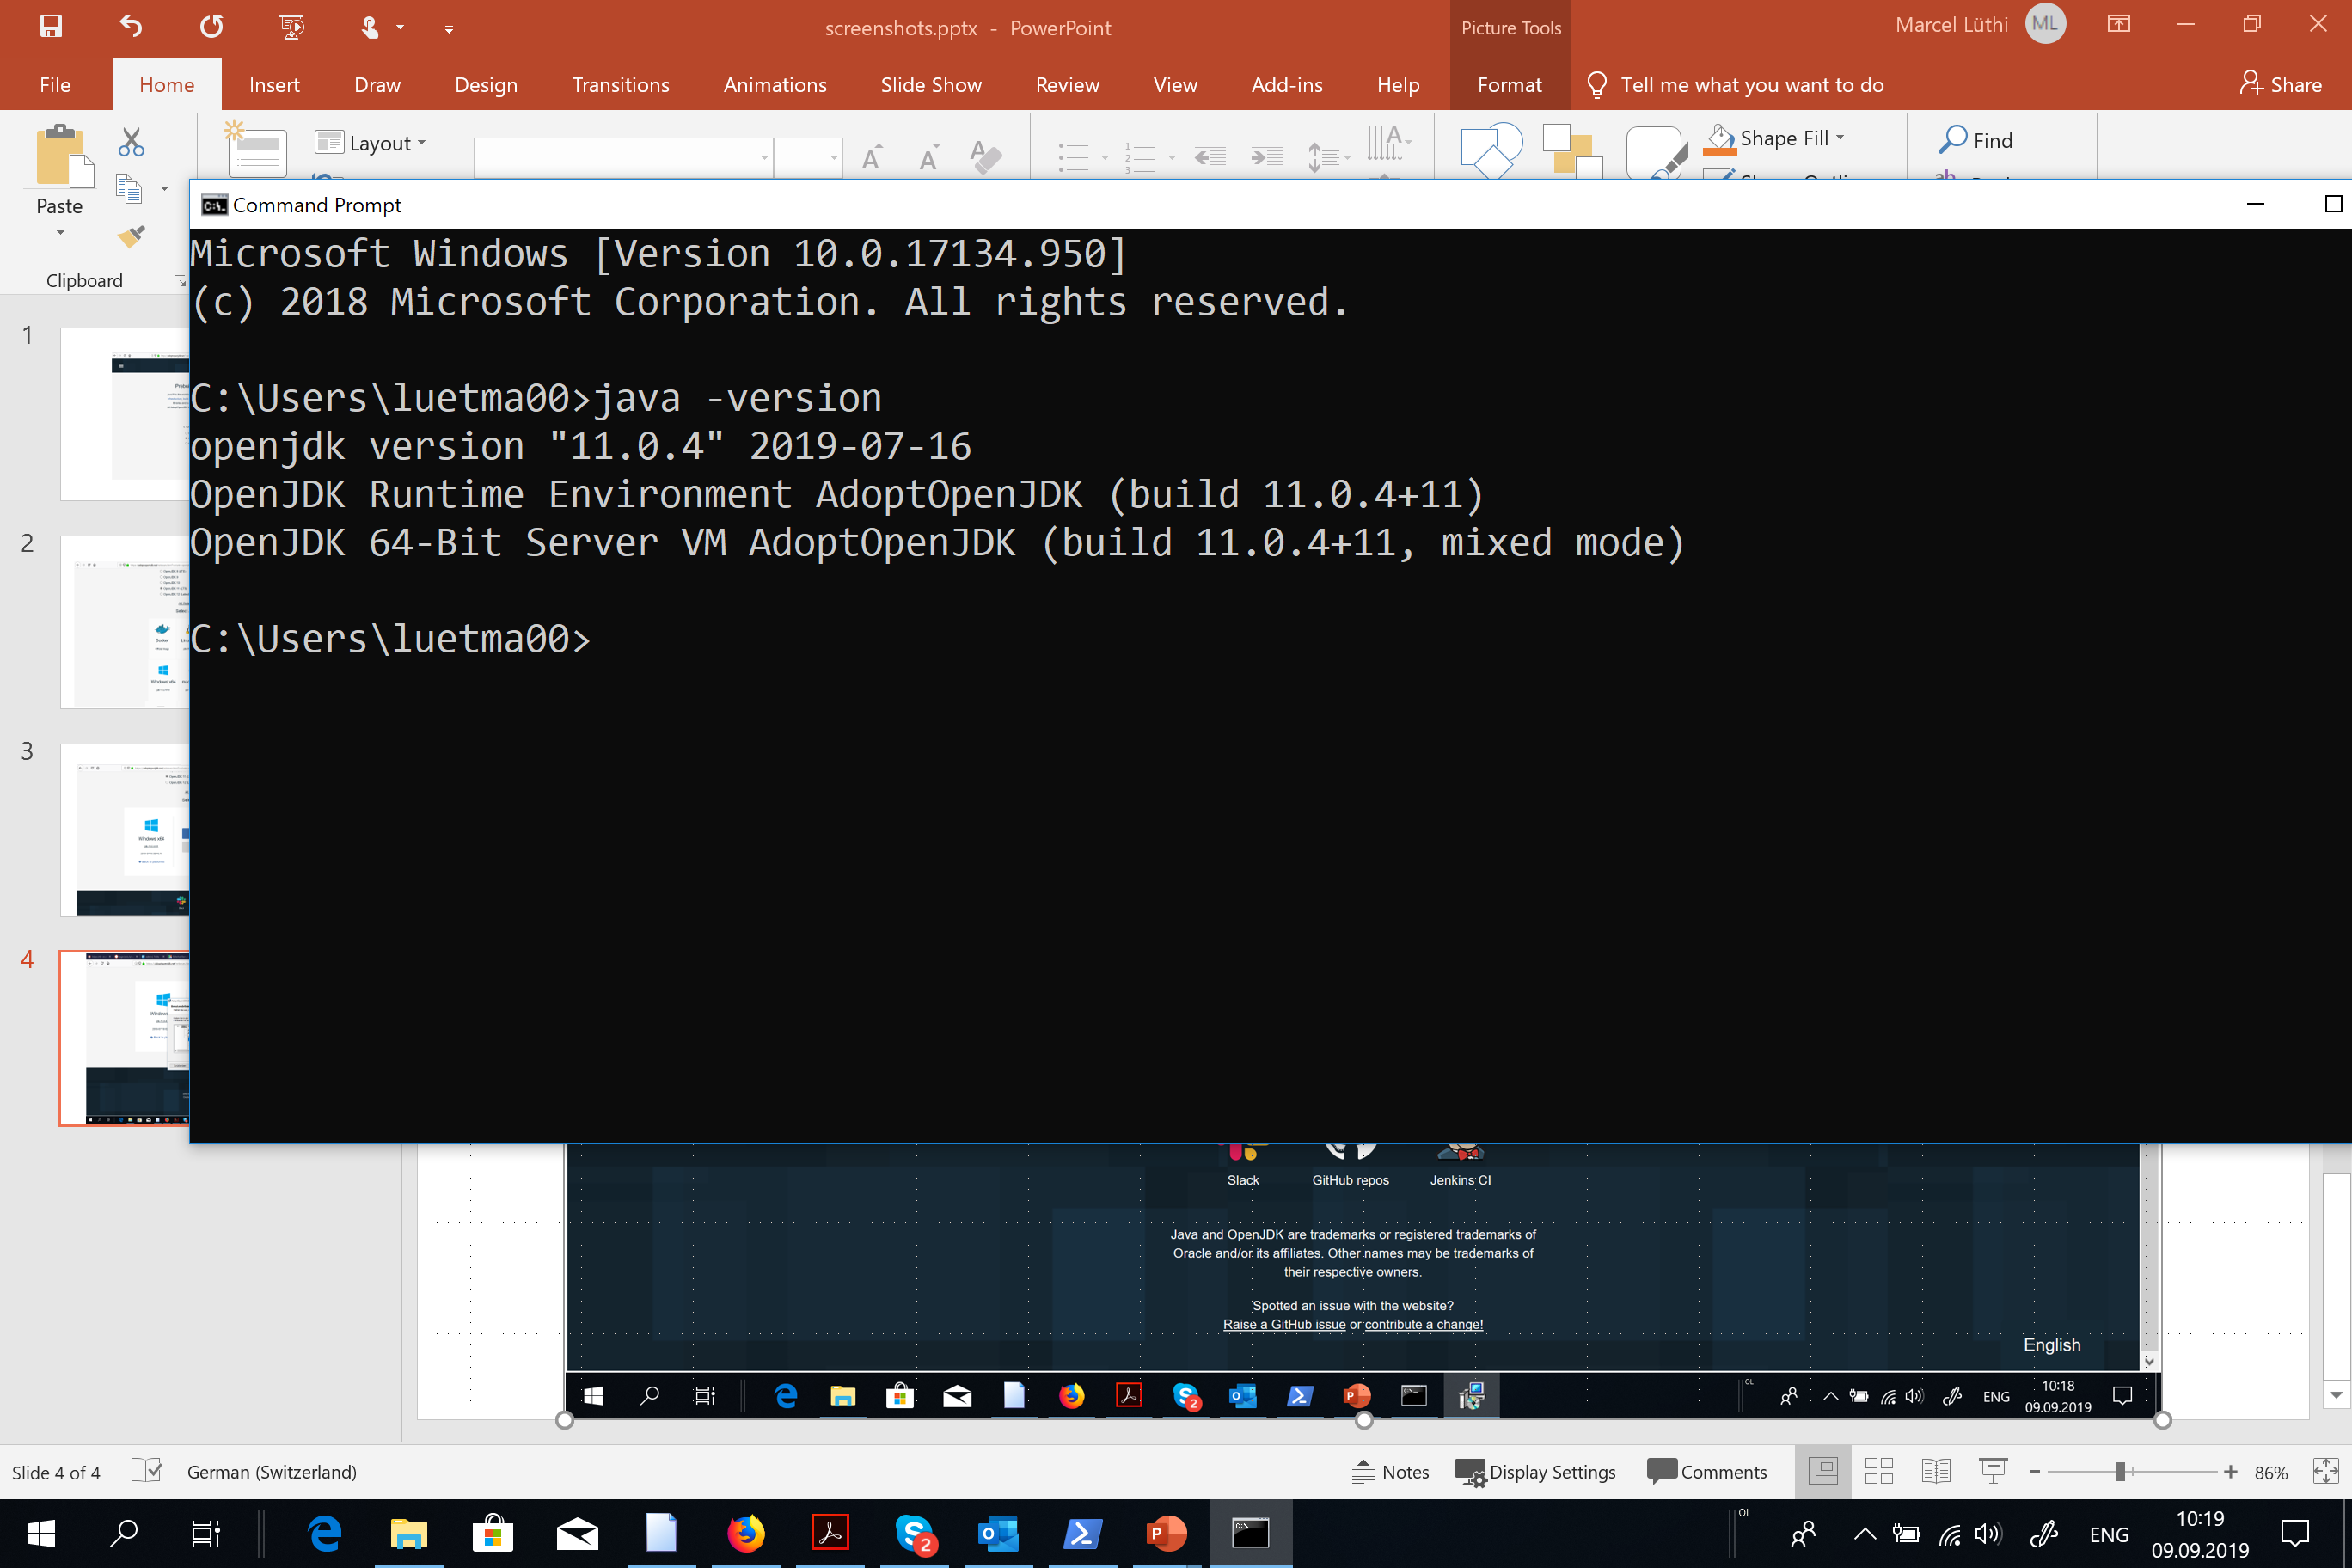 screenshots.pptx - PowerPoint
Picture Tools
Marcel Lüthi
ML
File
Home
Insert
Draw
Design
Transitions
Animations
Slide Show
Review
View
Add-ins
Help
Format
Tell me what you want to do
Share
Paste
Clipboard
Layout
Shape Fill
Find
Command Prompt
Microsoft Windows [Version 10.0.17134.950]
(c) 2018 Microsoft Corporation. All rights reserved.
C:\Users\luetma00>java -version
openjdk version "11.0.4" 2019-07-16
OpenJDK Runtime Environment AdoptOpenJDK (build 11.0.4+11)
OpenJDK 64-Bit Server VM AdoptOpenJDK (build 11.0.4+11, mixed mode)
C:\Users\luetma00>
1
2
3
4
Slack
GitHub repos
Jenkins CI
Java and OpenJDK are trademarks or registered trademarks of
Oracle and/or its affiliates. Other names may be trademarks of
their respective owners.
Spotted an issue with the website?
Raise a GitHub issue or contribute a change!
English
OL
ENG
10:18
09.09.2019
Slide 4 of 4
German (Switzerland)
Notes
Display Settings
Comments
86%
OL
ENG
10:19
09.09.2019